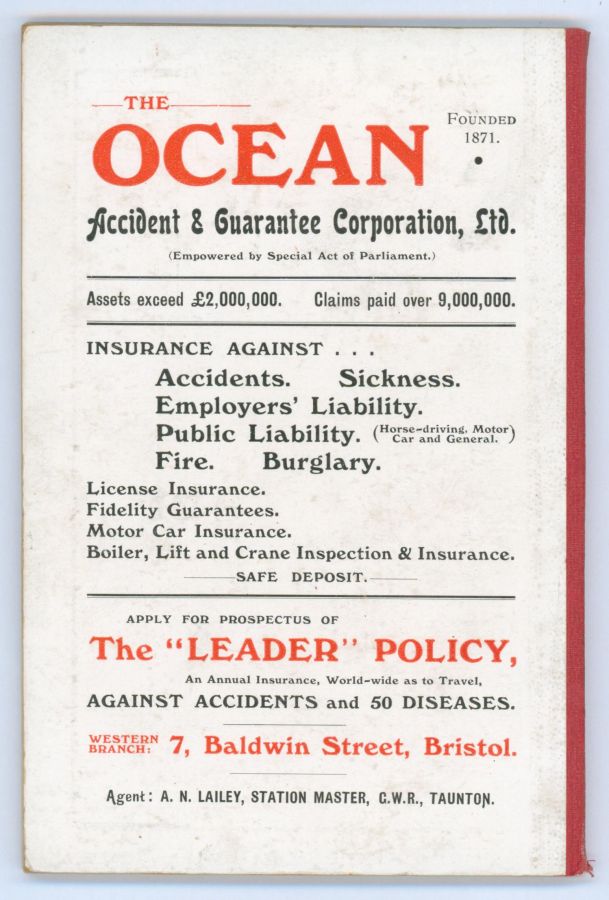 THE
OCEAN
FOUNDED
1871.
Accident & Guarantee Corporation, Ltd.
(Empowered by Special Act of Parliament.)
Assets exceed £2,000,000. Claims paid over 9,000,000.
INSURANCE AGAINST . . .
Accidents. Sickness.
Employers' Liability.
Public Liability. (Horse-driving, Motor
Car and General.)
Fire. Burglary.
License Insurance.
Fidelity Guarantees.
Motor Car Insurance.
Boiler, Lift and Crane Inspection & Insurance.
SAFE DEPOSIT.
APPLY FOR PROSPECTUS OF
The "LEADER" POLICY,
An Annual Insurance, World-wide as to Travel,
AGAINST ACCIDENTS and 50 DISEASES.
WESTERN
BRANCH: 7, Baldwin Street, Bristol.
Agent: A. N. LAILEY, STATION MASTER, G.W.R., TAUNTON.